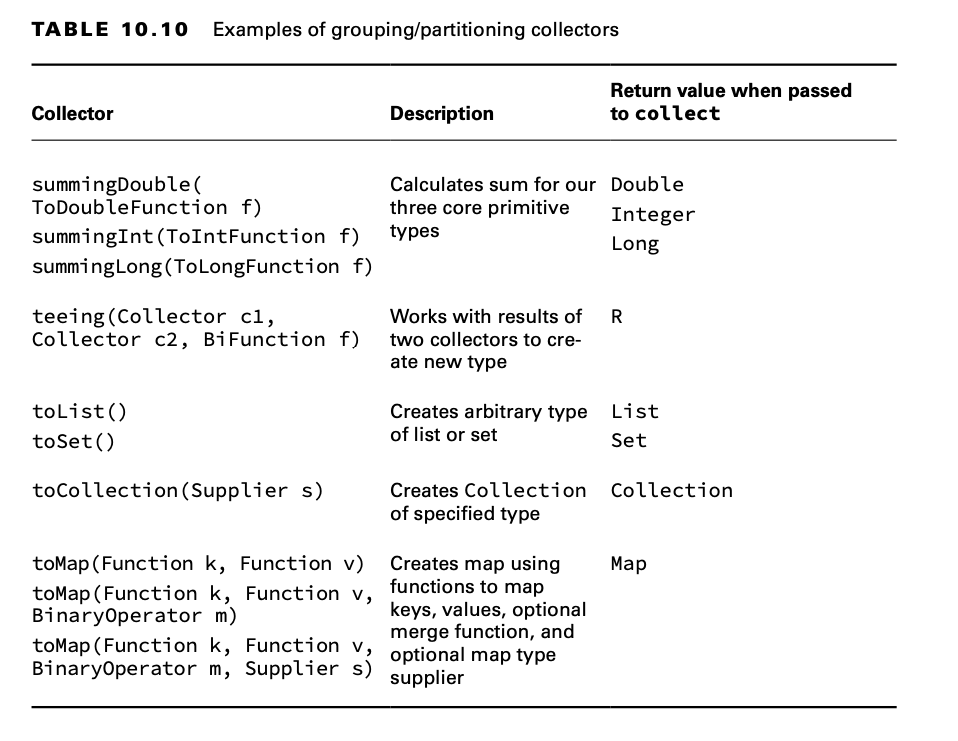 TABLE 10.10 Examples of grouping/partitioning collectors
Collector
Description
Return value when passed
to collect
summingDouble(
ToDoubleFunction f)
summingInt(ToIntFunction f)
summingLong(ToLongFunction f)
Calculates sum for our
three core primitive
types
Double
Integer
Long
teeing(Collector c1,
Collector c2, BiFunction f)
Works with results of
two collectors to cre-
ate new type
R
toList()
toSet()
Creates arbitrary type
of list or set
List
Set
toCollection(Supplier s)
Creates Collection
of specified type
Collection
toMap(Function k, Function v)
toMap(Function k, Function v,
BinaryOperator m)
toMap(Function k, Function v,
BinaryOperator m, Supplier s)
Creates map using
functions to map
keys, values, optional
merge function, and
optional map type
supplier
Map